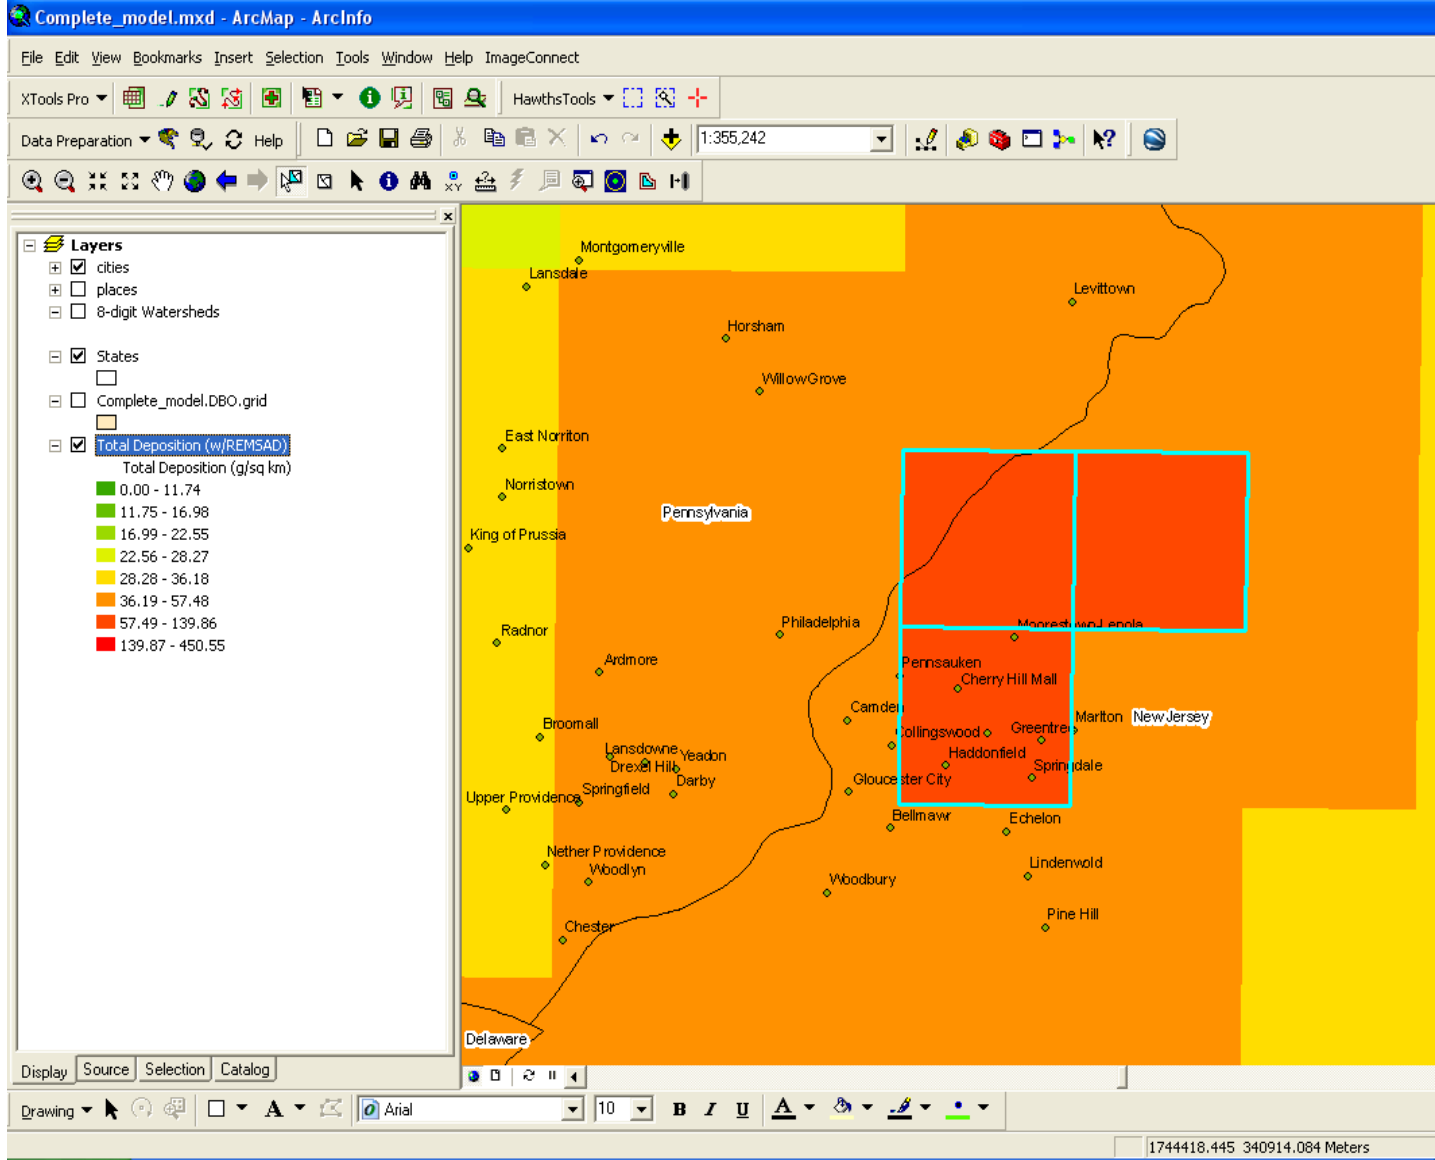 Complete_model.mxd - ArcMap - ArcInfo
File Edit View Bookmarks Insert Selection Tools Window Help ImageConnect
XTools Pro HawthsTools
Data Preparation Help 1:355,242
Layers
cities
places
8-digit Watersheds
States
Complete_model.DBO.grid
Total Deposition (w/REMSAD)
Total Deposition (g/sq km)
0.00 - 11.74
11.75 - 16.98
16.99 - 22.55
22.56 - 28.27
28.28 - 36.18
36.19 - 57.48
57.49 - 139.86
139.87 - 450.55
Montgomeryville
Lansdale
Levittown
Horsham
WillowGrove
East Norriton
Norristown
Pennsylvania
King of Prussia
Philadelphia
Moorestown-Lenola
Radnor
Ardmore
Pennsauken
Cherry Hill Mall
Camden
Marlton
New Jersey
Broomall
Collingswood
Greentree
Lansdowne
Yeadon
Haddonfield
Drexel Hill
Springdale
Darby
Gloucester City
Springfield
Upper Providence
Bellmawr
Echelon
Nether Providence
Woodlyn
Lindenwold
Woodbury
Pine Hill
Chester
Delaware
Display Source Selection Catalog
Drawing A Arial 10 B I U A
1744418.445 340914.084 Meters